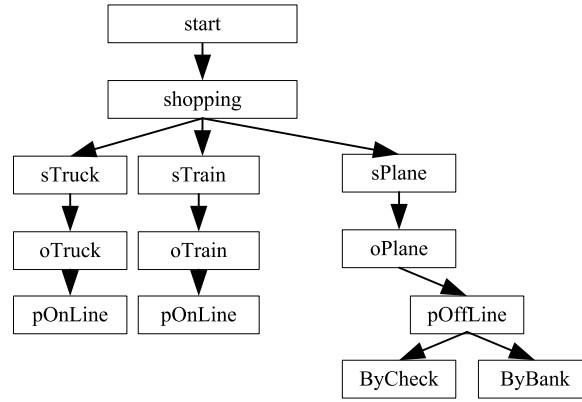 start
shopping
sTruck
sTrain
sPlane
oTruck
oTrain
oPlane
pOnLine
pOnLine
pOffLine
ByCheck
ByBank